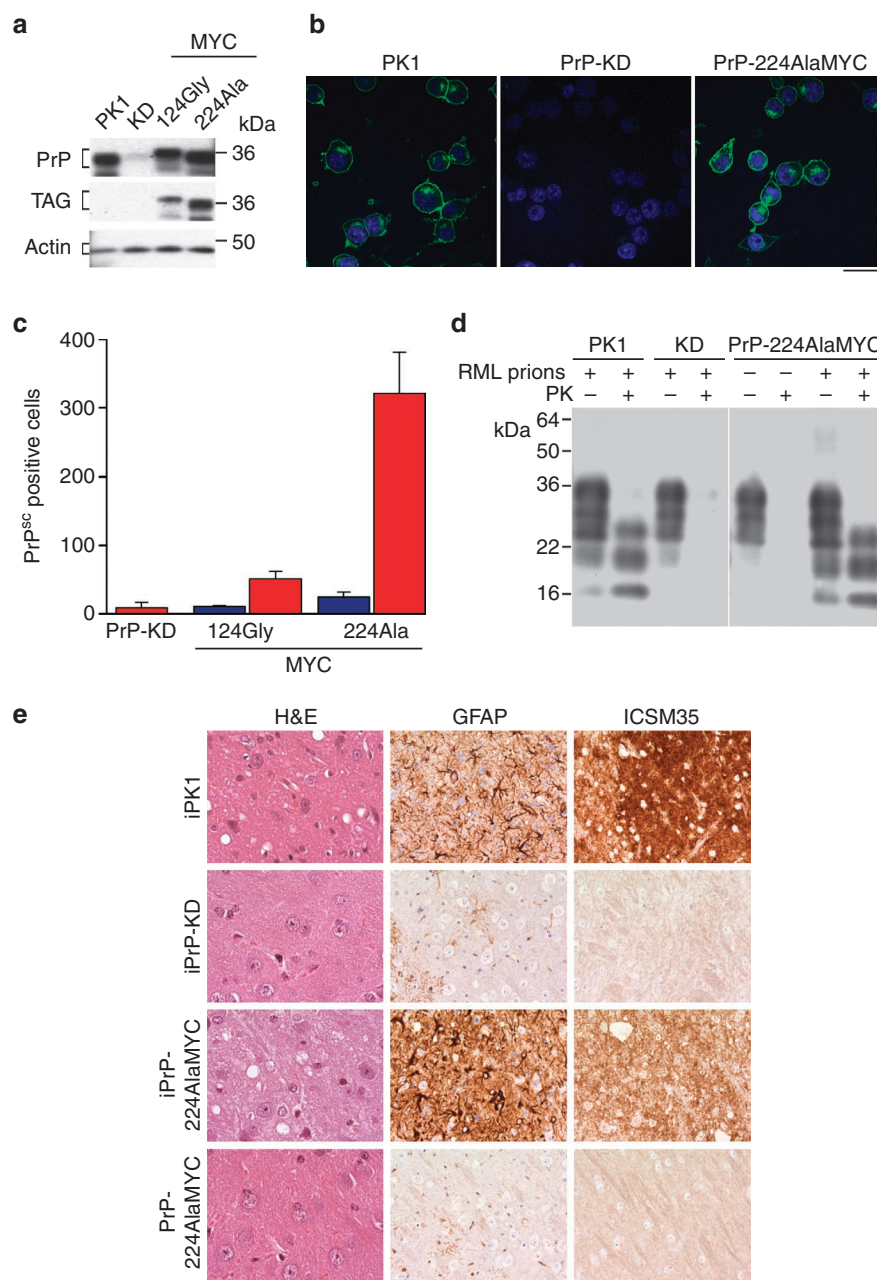 a
MYC
PK1 KD 124Gly 224Ala
kDa
PrP
36
TAG
36
Actin
50
b
PK1 PrP-KD PrP-224AlaMYC
c
PrPsc positive cells
400
300
200
100
0
PrP-KD 124Gly 224Ala
MYC
d
PK1 KD PrP-224AlaMYC
RML prions + + + + – – + +
PK – + – + – + – +
kDa
64
50
36
22
16
e
H&E GFAP ICSM35
iPK1
iPrP-KD
iPrP-
224AlaMYC
PrP-
224AlaMYC